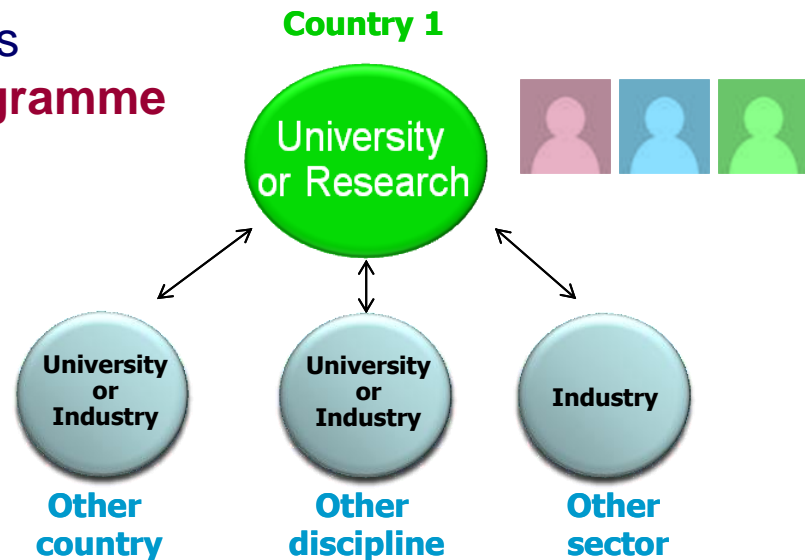 s
gramme
Country 1
University
or Research
University
or
Industry
University
or
Industry
Industry
Other
country
Other
discipline
Other
sector